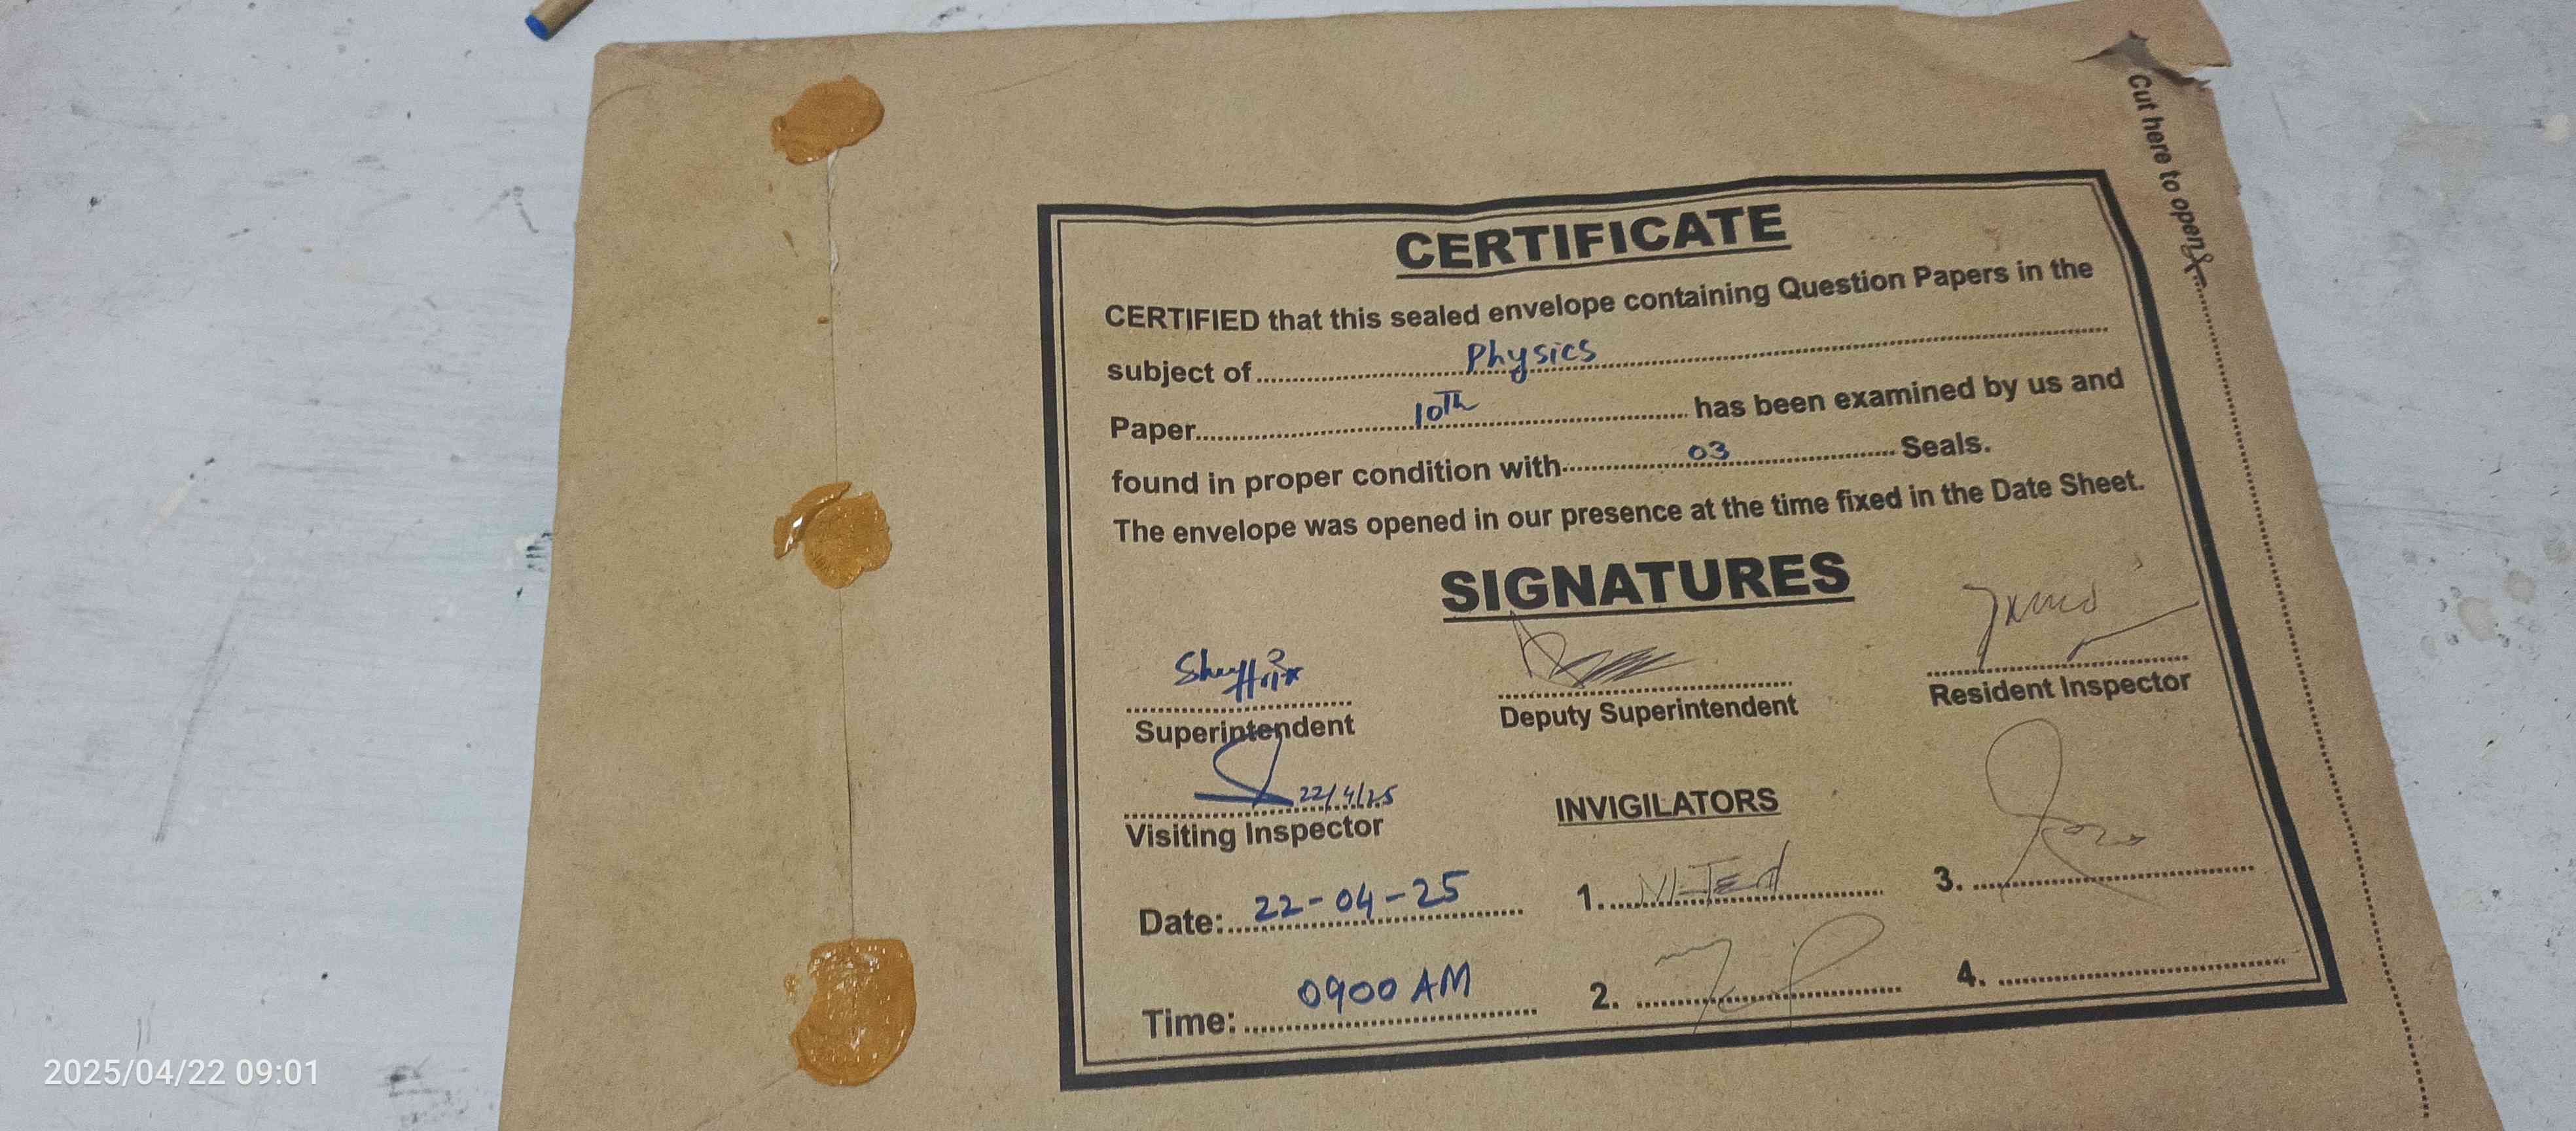 Cut here to open
CERTIFICATE
CERTIFIED that this sealed envelope containing Question Papers in the
subject of Physics
Paper 10Th has been examined by us and
found in proper condition with 03 Seals.
The envelope was opened in our presence at the time fixed in the Date Sheet.
SIGNATURES
Superintendent
Deputy Superintendent
Resident Inspector
22/4/25
Visiting Inspector
INVIGILATORS
Date: 22-04-25
1.
3.
Time: 0900 AM
2.
4.
2025/04/22 09:01